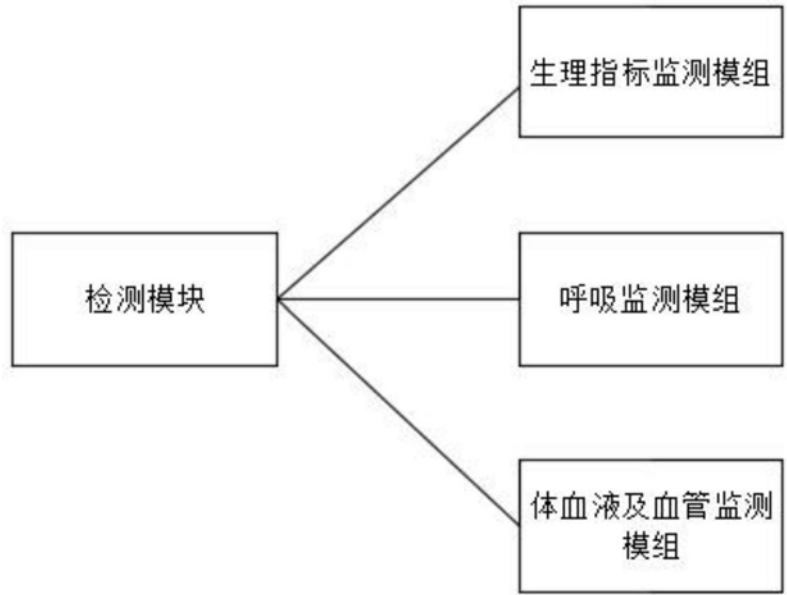 生理指标监测模组
检测模块
呼吸监测模组
体血液及血管监测
模组